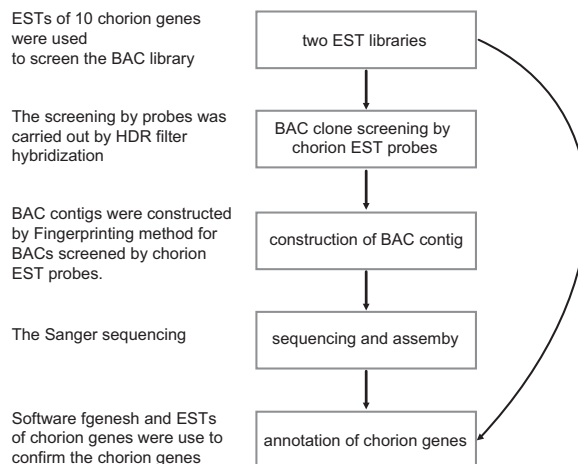 ESTs of 10 chorion genes
were used
to screen the BAC library
two EST libraries
The screening by probes was
carried out by HDR filter
hybridization
BAC clone screening by
chorion EST probes
BAC contigs were constructed
by Fingerprinting method for
BACs screened by chorion
EST probes.
construction of BAC contig
The Sanger sequencing
sequencing and assemby
Software fgenesh and ESTs
of chorion genes were use to
confirm the chorion genes
annotation of chorion genes